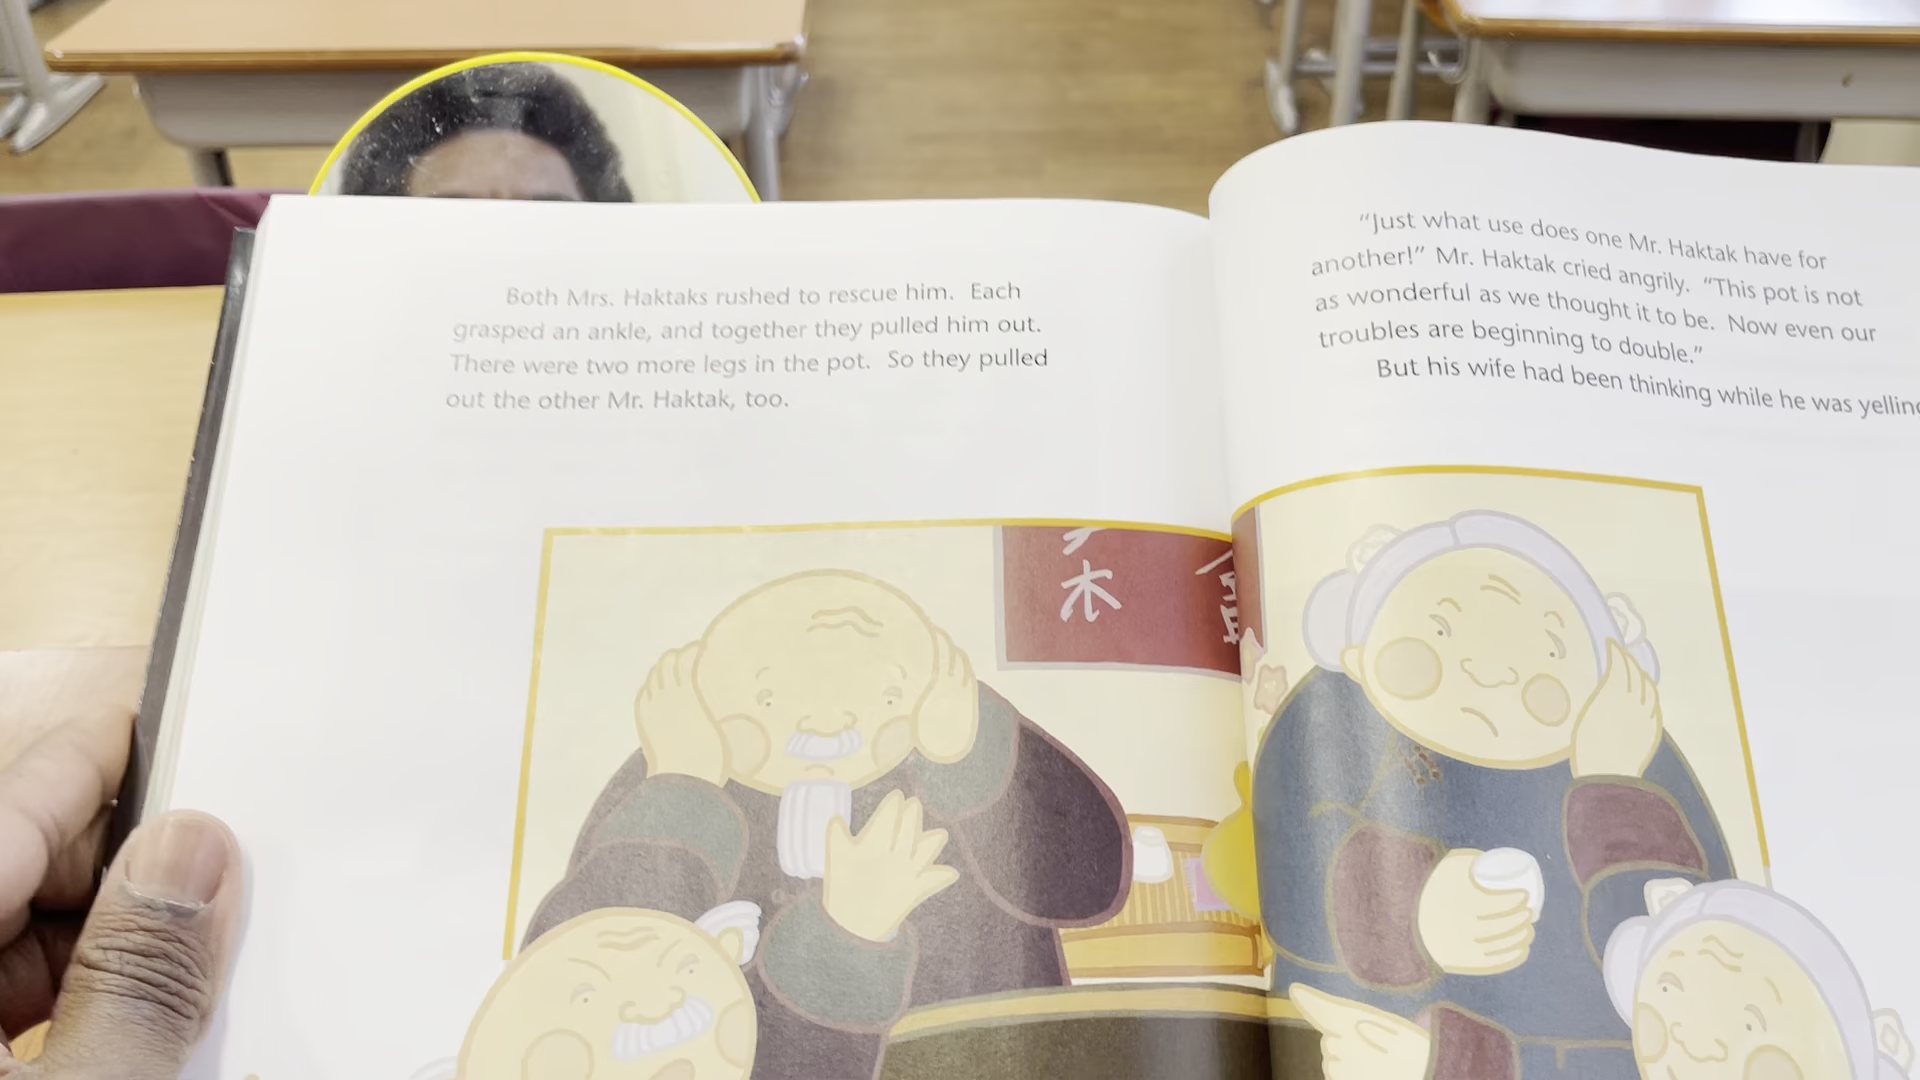 Both Mrs. Haktaks rushed to rescue him. Each
grasped an ankle, and together they pulled him out.
There were two more legs in the pot. So they pulled
out the other Mr. Haktak, too.
“Just what use does one Mr. Haktak have for
another!” Mr. Haktak cried angrily. “This pot is not
as wonderful as we thought it to be. Now even our
troubles are beginning to double.”
But his wife had been thinking while he was yelling